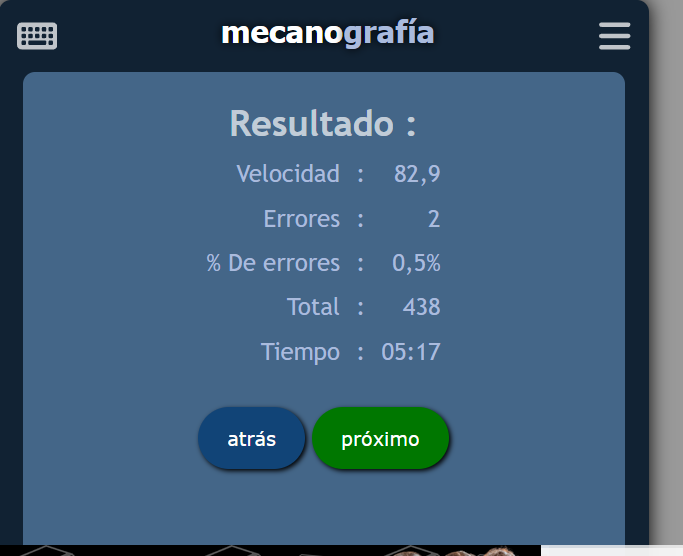 mecanografía
Resultado :
Velocidad : 82,9
Errores : 2
% De errores : 0,5%
Total : 438
Tiempo : 05:17
atrás próximo